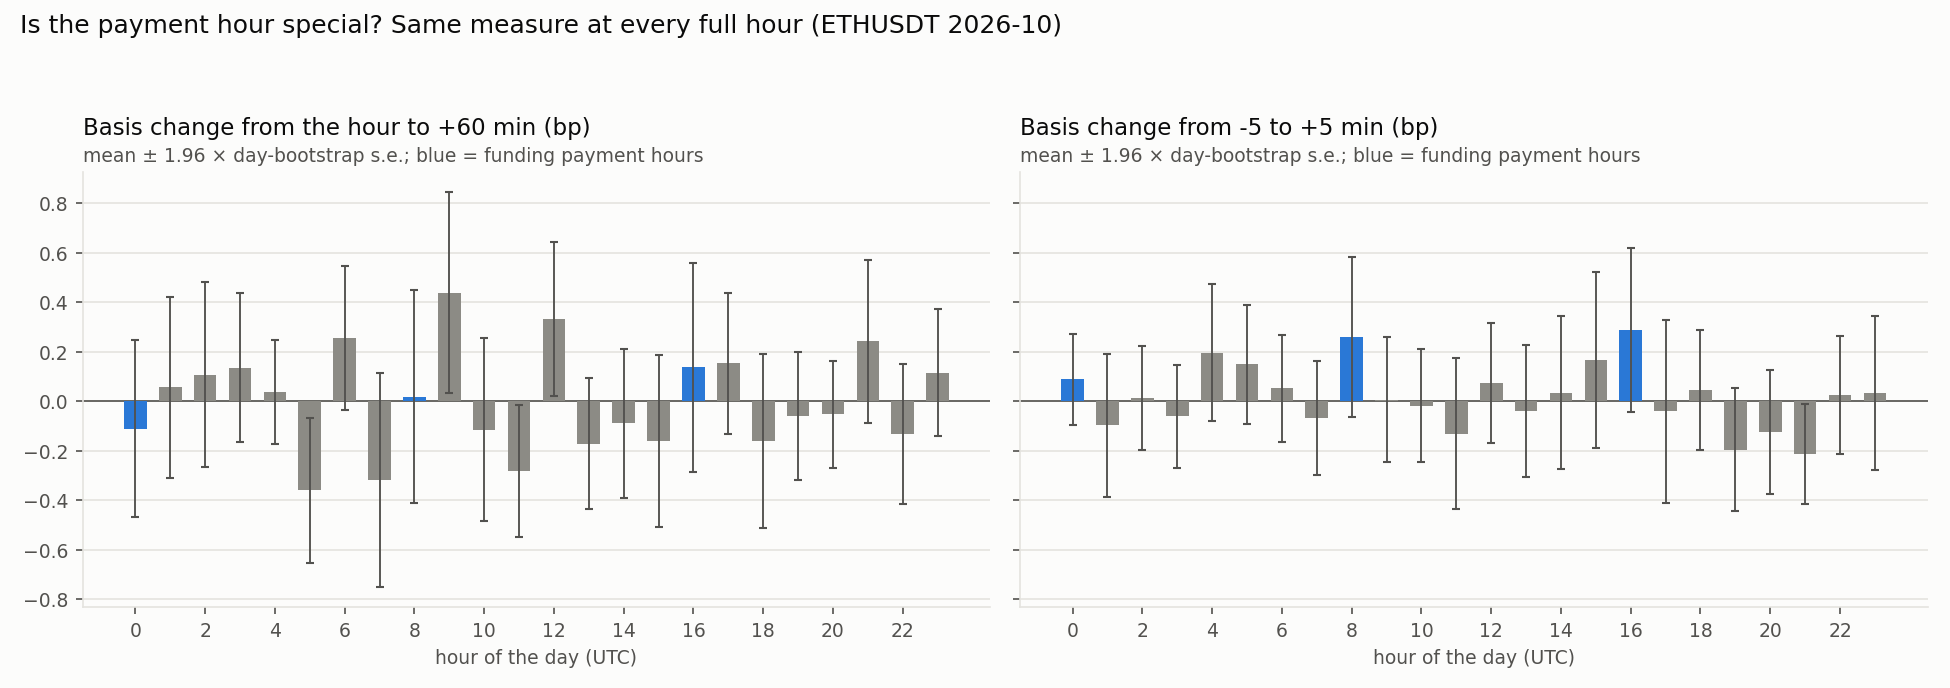 Is the payment hour special? Same measure at every full hour (ETHUSDT 2026-10)
Basis change from the hour to +60 min (bp)
mean ± 1.96 × day-bootstrap s.e.; blue = funding payment hours
0.8
0.6
0.4
0.2
0.0
−0.2
−0.4
−0.6
−0.8
0 2 4 6 8 10 12 14 16 18 20 22
hour of the day (UTC)
Basis change from -5 to +5 min (bp)
mean ± 1.96 × day-bootstrap s.e.; blue = funding payment hours
0 2 4 6 8 10 12 14 16 18 20 22
hour of the day (UTC)